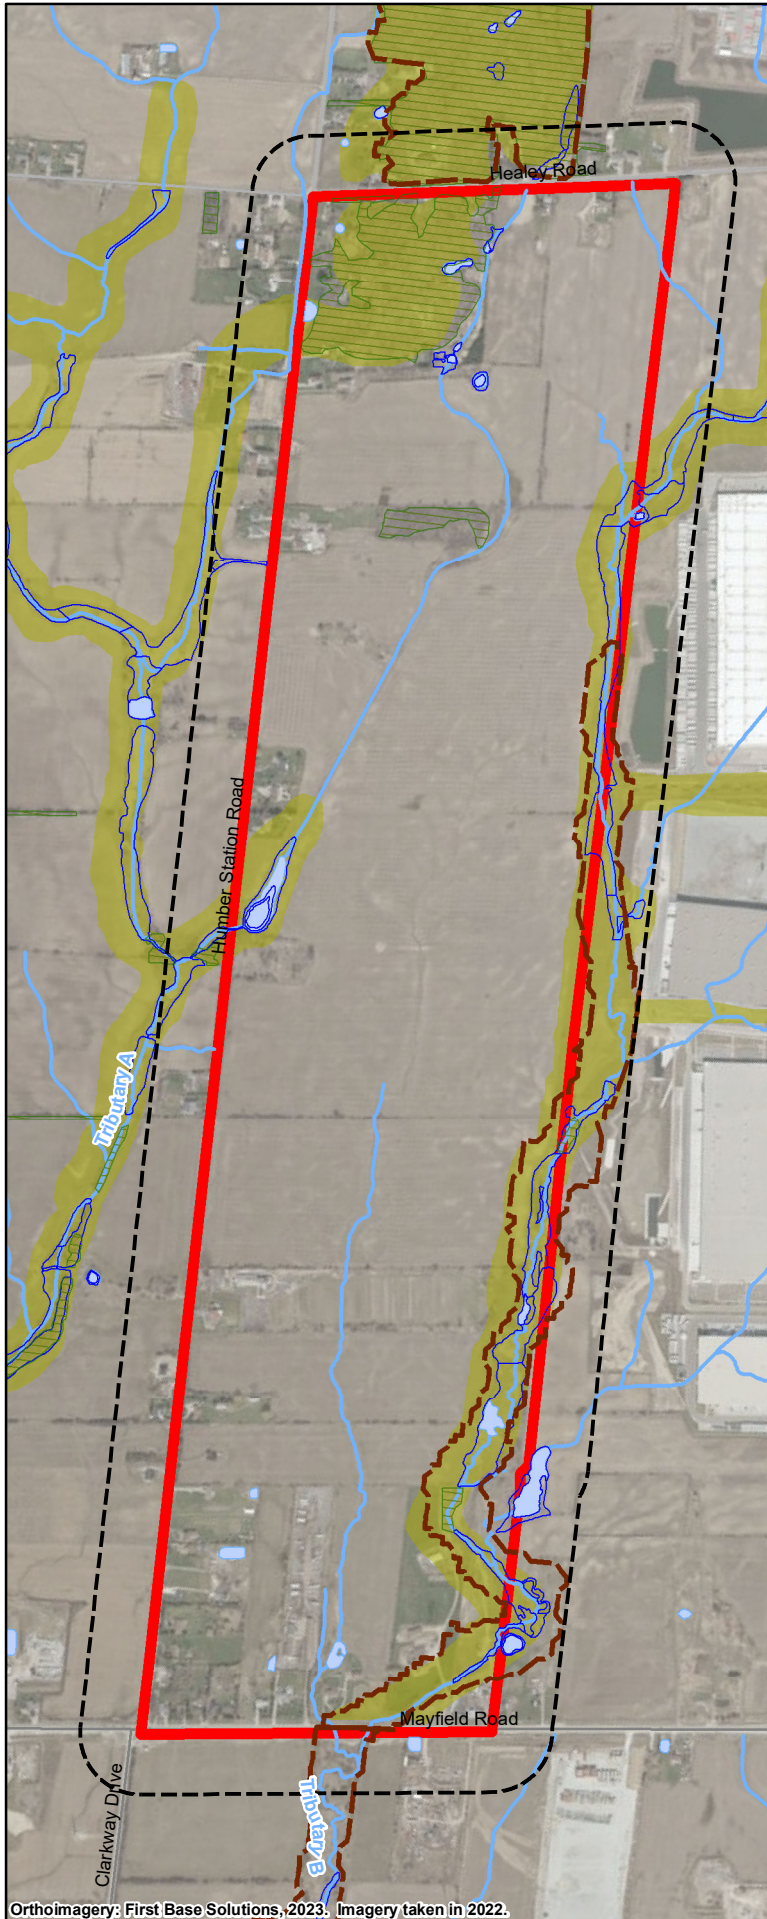 Healey Road
Humber Station Road
Tributary A
Mayfield Road
Clarkway Drive
Tributary B
Orthoimagery: First Base Solutions, 2023. Imagery taken in 2022.